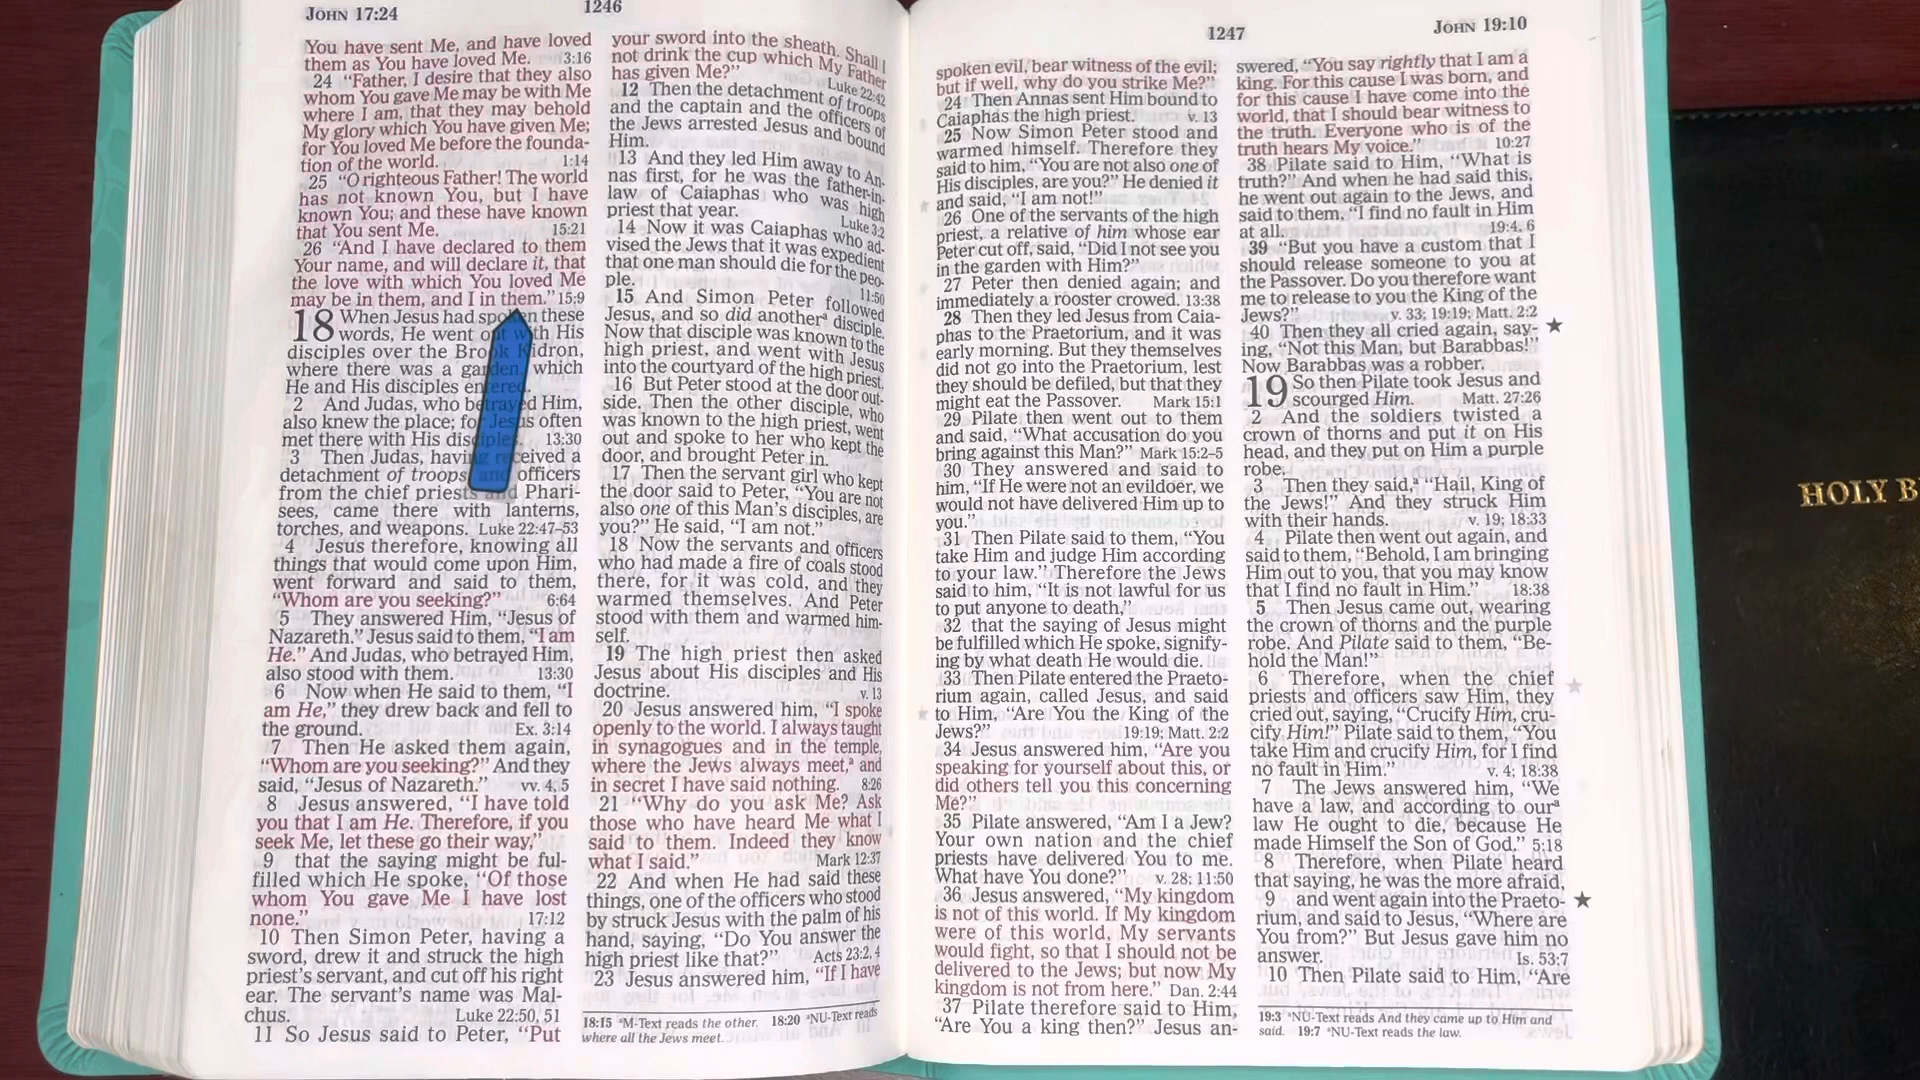 JOHN 17:24
1246
You have sent Me, and have loved
them as You have loved Me. 3:16
24 “Father, I desire that they also
whom You gave Me may be with Me
where I am, that they may behold
My glory which You have given Me;
for You loved Me before the founda-
tion of the world. 1:14
25 “O righteous Father! The world
has not known You, but I have
known You; and these have known
that You sent Me. 15:21
26 “And I have declared to them
Your name, and will declare it, that
the love with which You loved Me
may be in them, and I in them.” 15:9
18 When Jesus had spoken these
words, He went out with His
disciples over the Brook Kidron,
where there was a garden, which
He and His disciples entered.
2 And Judas, who betrayed Him,
also knew the place; for Jesus often
met there with His disciples. 13:30
3 Then Judas, having received a
detachment of troops, and officers
from the chief priests and Phari-
sees, came there with lanterns,
torches, and weapons. Luke 22:47–53
4 Jesus therefore, knowing all
things that would come upon Him,
went forward and said to them,
“Whom are you seeking?” 6:64
5 They answered Him, “Jesus of
Nazareth.” Jesus said to them, “I am
He.” And Judas, who betrayed Him,
also stood with them. 13:30
6 Now when He said to them, “I
am He,” they drew back and fell to
the ground. Ex. 3:14
7 Then He asked them again,
“Whom are you seeking?” And they
said, “Jesus of Nazareth.” vv. 4, 5
8 Jesus answered, “I have told
you that I am He. Therefore, if you
seek Me, let these go their way,”
9 that the saying might be ful-
filled which He spoke, “Of those
whom You gave Me I have lost
none.” 17:12
10 Then Simon Peter, having a
sword, drew it and struck the high
priest’s servant, and cut off his right
ear. The servant’s name was Mal-
chus. Luke 22:50, 51
11 So Jesus said to Peter, “Put
your sword into the sheath. Shall I
not drink the cup which My Father
has given Me?” Luke 22:42
12 Then the detachment of troops
and the captain and the officers of
the Jews arrested Jesus and bound
Him.
13 And they led Him away to An-
nas first, for he was the father-in-
law of Caiaphas who was high
priest that year. Luke 3:2
14 Now it was Caiaphas who ad-
vised the Jews that it was expedient
that one man should die for the peo-
ple. 11:50
15 And Simon Peter followed
Jesus, and so did anotherª disciple.
Now that disciple was known to the
high priest, and went with Jesus
into the courtyard of the high priest.
16 But Peter stood at the door out-
side. Then the other disciple, who
was known to the high priest, went
out and spoke to her who kept the
door, and brought Peter in.
17 Then the servant girl who kept
the door said to Peter, “You are not
also one of this Man’s disciples, are
you?” He said, “I am not.”
18 Now the servants and officers
who had made a fire of coals stood
there, for it was cold, and they
warmed themselves. And Peter
stood with them and warmed him-
self.
19 The high priest then asked
Jesus about His disciples and His
doctrine. v. 13
20 Jesus answered him, “I spoke
openly to the world. I always taught
in synagogues and in the temple,
where the Jews always meet,ª and
in secret I have said nothing. 8:26
21 “Why do you ask Me? Ask
those who have heard Me what I
said to them. Indeed they know
what I said.” Mark 12:37
22 And when He had said these
things, one of the officers who stood
by struck Jesus with the palm of his
hand, saying, “Do You answer the
high priest like that?” Acts 23:2, 4
23 Jesus answered him, “If I have
18:15 ªM-Text reads the other. 18:20 ªNU-Text reads
where all the Jews meet.
1247
JOHN 19:10
spoken evil, bear witness of the evil;
but if well, why do you strike Me?”
24 Then Annas sent Him bound to
Caiaphas the high priest. v. 13
25 Now Simon Peter stood and
warmed himself. Therefore they
said to him, “You are not also one of
His disciples, are you?” He denied it
and said, “I am not!”
26 One of the servants of the high
priest, a relative of him whose ear
Peter cut off, said, “Did I not see you
in the garden with Him?”
27 Peter then denied again; and
immediately a rooster crowed. 13:38
28 Then they led Jesus from Caia-
phas to the Praetorium, and it was
early morning. But they themselves
did not go into the Praetorium, lest
they should be defiled, but that they
might eat the Passover. Mark 15:1
29 Pilate then went out to them
and said, “What accusation do you
bring against this Man?” Mark 15:2–5
30 They answered and said to
him, “If He were not an evildoer, we
would not have delivered Him up to
you.”
31 Then Pilate said to them, “You
take Him and judge Him according
to your law.” Therefore the Jews
said to him, “It is not lawful for us
to put anyone to death,”
32 that the saying of Jesus might
be fulfilled which He spoke, signify-
ing by what death He would die.
33 Then Pilate entered the Praeto-
rium again, called Jesus, and said
to Him, “Are You the King of the
Jews?” 19:19; Matt. 2:2
34 Jesus answered him, “Are you
speaking for yourself about this, or
did others tell you this concerning
Me?”
35 Pilate answered, “Am I a Jew?
Your own nation and the chief
priests have delivered You to me.
What have You done?” v. 28; 11:50
36 Jesus answered, “My kingdom
is not of this world. If My kingdom
were of this world, My servants
would fight, so that I should not be
delivered to the Jews; but now My
kingdom is not from here.” Dan. 2:44
37 Pilate therefore said to Him,
“Are You a king then?” Jesus an-
swered, “You say rightly that I am a
king. For this cause I was born, and
for this cause I have come into the
world, that I should bear witness to
the truth. Everyone who is of the
truth hears My voice.” 10:27
38 Pilate said to Him, “What is
truth?” And when he had said this,
he went out again to the Jews, and
said to them, “I find no fault in Him
at all. 19:4, 6
39 “But you have a custom that I
should release someone to you at
the Passover. Do you therefore want
me to release to you the King of the
Jews?” v. 33; 19:19; Matt. 2:2
40 Then they all cried again, say- ★
ing, “Not this Man, but Barabbas!”
Now Barabbas was a robber.
19 So then Pilate took Jesus and
scourged Him. Matt. 27:26
2 And the soldiers twisted a
crown of thorns and put it on His
head, and they put on Him a purple
robe.
3 Then they said,ª “Hail, King of
the Jews!” And they struck Him
with their hands. v. 19; 18:33
4 Pilate then went out again, and
said to them, “Behold, I am bringing
Him out to you, that you may know
that I find no fault in Him.” 18:38
5 Then Jesus came out, wearing
the crown of thorns and the purple
robe. And Pilate said to them, “Be-
hold the Man!”
6 Therefore, when the chief
priests and officers saw Him, they
cried out, saying, “Crucify Him, cru-
cify Him!” Pilate said to them, “You
take Him and crucify Him, for I find
no fault in Him.” v. 4; 18:38
7 The Jews answered him, “We
have a law, and according to ourª
law He ought to die, because He
made Himself the Son of God.” 5:18
8 Therefore, when Pilate heard
that saying, he was the more afraid,
9 and went again into the Praeto- ★
rium, and said to Jesus, “Where are
You from?” But Jesus gave him no
answer. Is. 53:7
10 Then Pilate said to Him, “Are
19:3 ªNU-Text reads And they came up to Him and
said. 19:7 ªNU-Text reads the law.
HOLY B